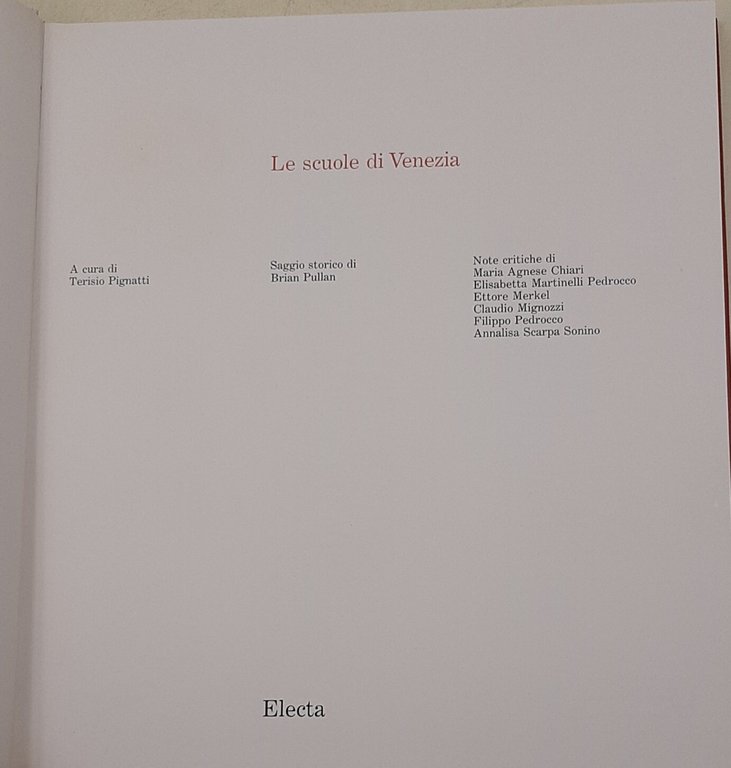 Le scuole di Venezia
A cura di
Terisio Pignatti
Saggio storico di
Brian Pullan
Note critiche di
Maria Agnese Chiari
Elisabetta Martinelli Pedrocco
Ettore Merkel
Claudio Mignozzi
Filippo Pedrocco
Annalisa Scarpa Sonino
Electa